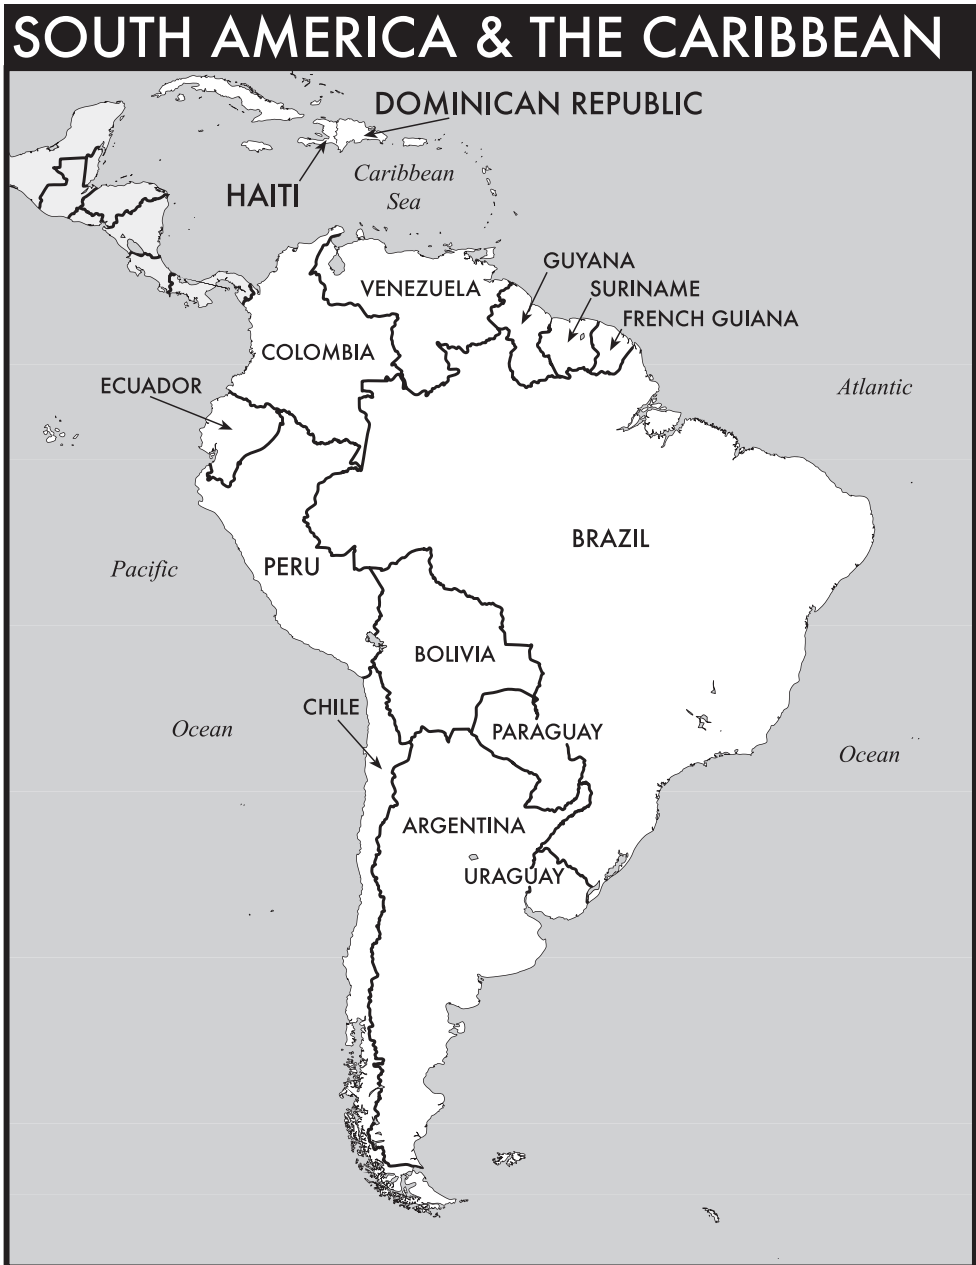 SOUTH AMERICA & THE CARIBBEAN
DOMINICAN REPUBLIC
HAITI
Caribbean
Sea
GUYANA
VENEZUELA
SURINAME
FRENCH GUIANA
COLOMBIA
ECUADOR
Atlantic
BRAZIL
PERU
Pacific
BOLIVIA
CHILE
Ocean
PARAGUAY
Ocean
ARGENTINA
URAGUAY